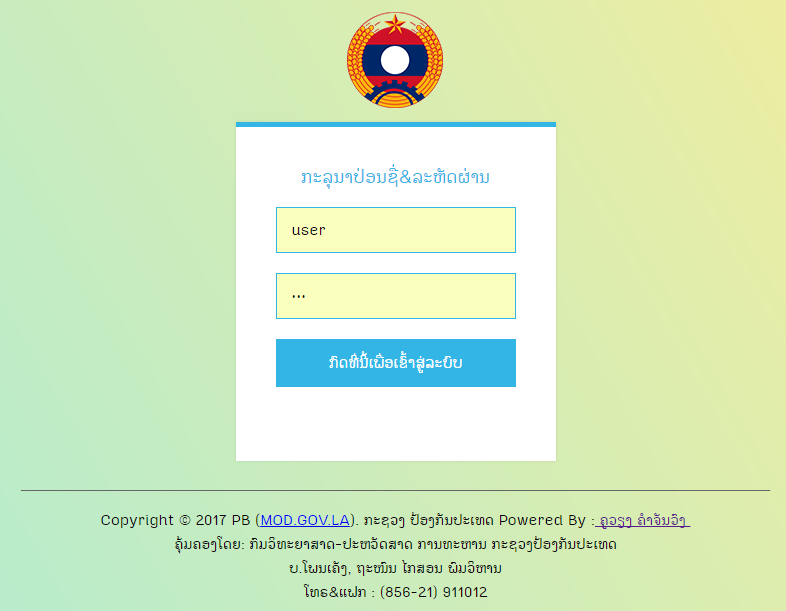 ກະລຸນາປ້ອນຊື່&ລະຫັດຜ່ານ
user
•••
ກົດທີ່ນີ້ເພື່ອເຂົ້າສູ່ລະບົບ
Copyright © 2017 PB (MOD.GOV.LA). ກະຊວງ ປ້ອງກັນປະເທດ Powered By : ຄູວຽງ ຄຳຈັນວົງ
ຄຸ້ມຄອງໂດຍ: ກົມວິທະຍາສາດ-ປະຫວັດສາດ ການທະຫານ ກະຊວງປ້ອງກັນປະເທດ
ບ.ໂພນເຄັງ, ຖະໜົນ ໄກສອນ ພົມວິຫານ
ໂທຣ&ແຟກ : (856-21) 911012